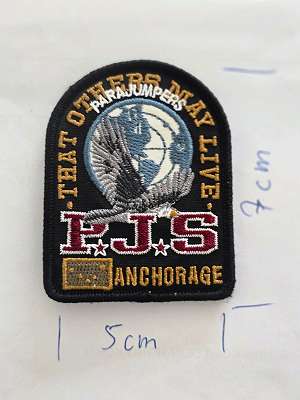 · THAT OTHERS MAY LIVE ·
PARAJUMPERS
P.J.S
ANCHORAGE
7cm
5cm